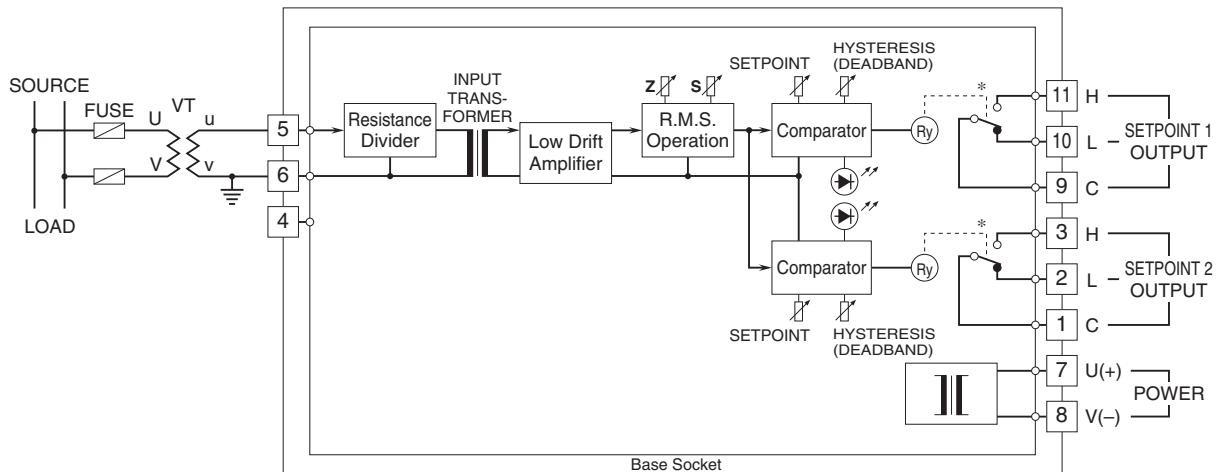 SOURCE
FUSE
U
VT
u
V
v
LOAD
5
6
4
Resistance
Divider
INPUT
TRANS-
FORMER
Low Drift
Amplifier
Z
S
R.M.S.
Operation
SETPOINT
HYSTERESIS
(DEADBAND)
Comparator
Ry
*
11
H
10
L
9
C
SETPOINT 1
OUTPUT
Comparator
Ry
*
3
H
2
L
1
C
SETPOINT 2
OUTPUT
SETPOINT
HYSTERESIS
(DEADBAND)
7
U(+)
8
V(–)
POWER
Base Socket